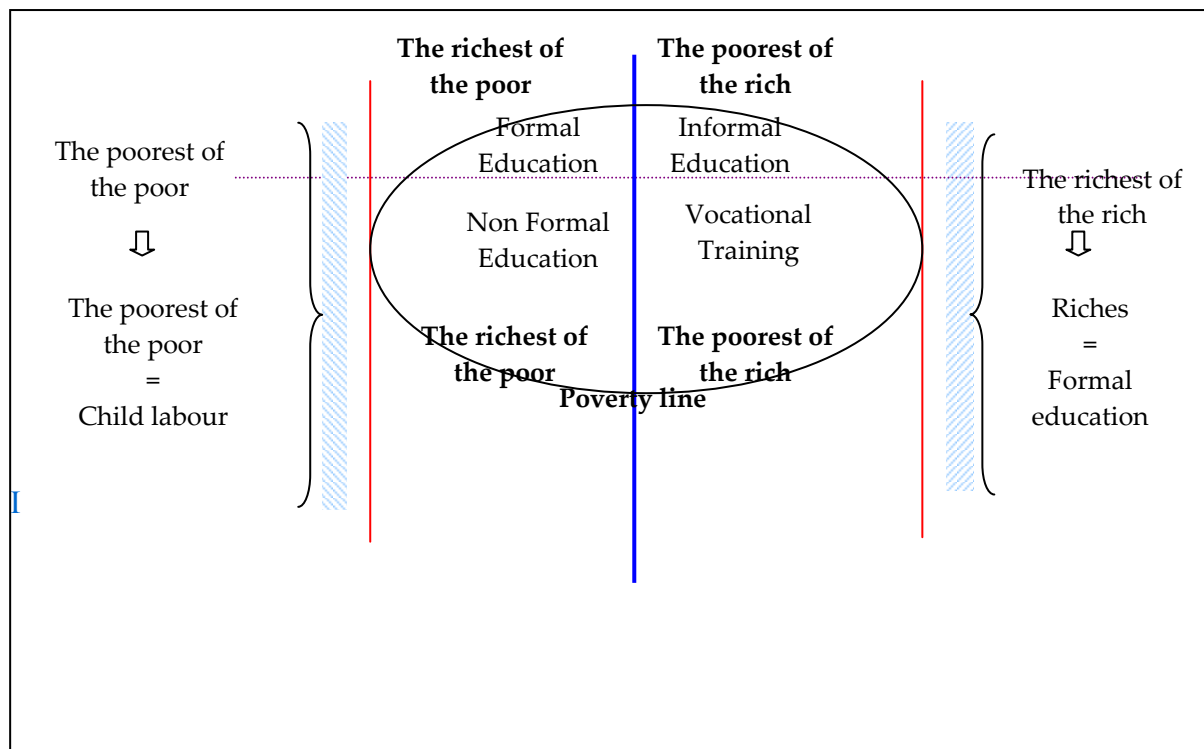 The richest of
the poor
The poorest of
the rich
The poorest of
the poor
Formal
Education
Informal
Education
The richest of
the rich
Non Formal
Education
Vocational
Training
The poorest of
the poor
=
Child labour
The richest of
the poor
The poorest of
the rich
Poverty line
Riches
=
Formal
education
I